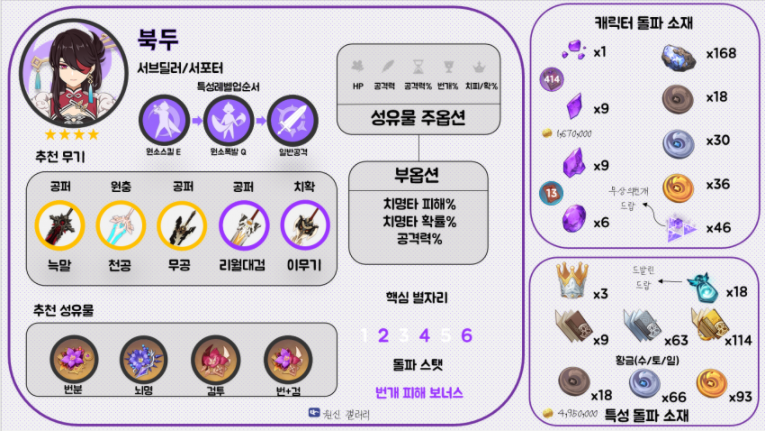 북두
서브딜러/서포터
특성레벨업순서
원소스킬 E
원소폭발 Q
일반공격
추천 무기
공퍼
원충
공퍼
공퍼
치확
늑말
천공
무공
리월대검
이무기
추천 성유물
번분
뇌명
검투
번+검
HP
공격력
공격력%
번개%
치피/확%
성유물 주옵션
부옵션
치명타 피해%
치명타 확률%
공격력%
핵심 별자리
1 2 3 4 5 6
돌파 스탯
번개 피해 보너스
원신 갤러리
캐릭터 돌파 소재
x1
414
x9
1,670,000
x9
13
x6
x168
x18
x30
x36
무상의번개
드랍
x46
x3
드발린
드랍
x18
x9
x63
x114
황금(수/토/일)
x18
x66
x93
4,950,000
특성 돌파 소재